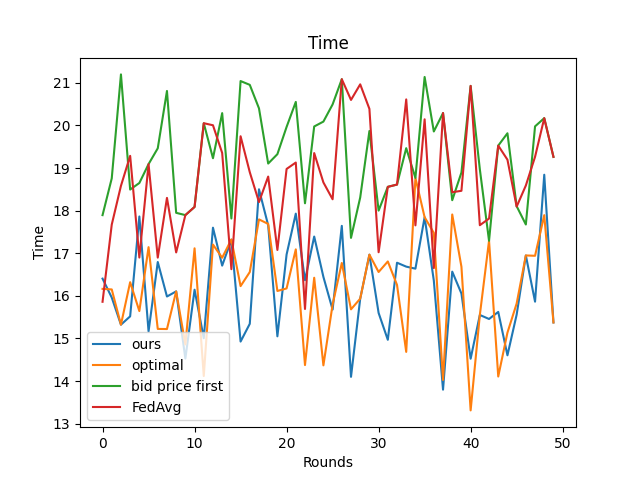 Time
21
20
19
18
17
16
15
14
13
Time
ours
optimal
bid price first
FedAvg
0 10 20 30 40 50
Rounds